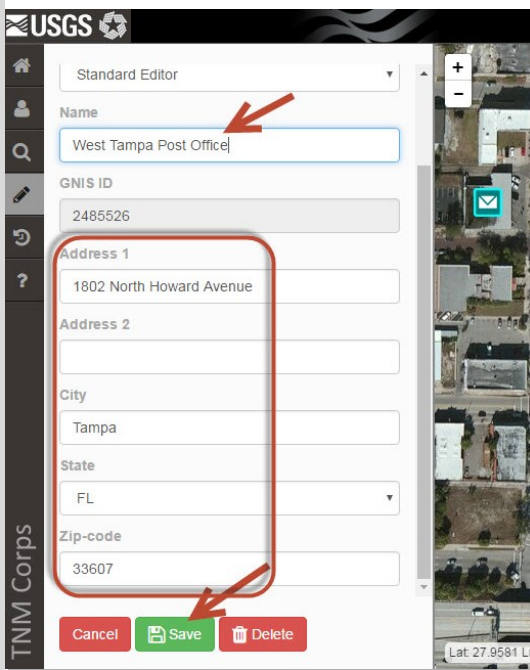 USGS
Standard Editor
Name
West Tampa Post Office
GNIS ID
2485526
Address 1
1802 North Howard Avenue
Address 2
City
Tampa
State
FL
Zip-code
33607
Cancel
Save
Delete
TNM Corps
+
-
?
Lat: 27.9581 L